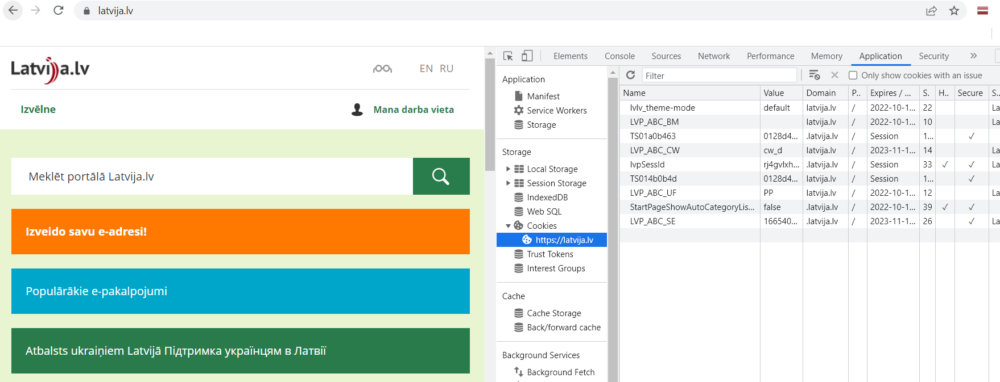 latvija.lv
Latvija.lv
EN RU
Izvēlne
Mana darba vieta
Meklēt portālā Latvija.lv
Izveido savu e-adresi!
Populārākie e-pakalpojumi
Atbalsts ukraiņiem Latvijā Підтримка українцям в Латвії
Elements Console Sources Network Performance Memory Application Security »
Application
Manifest
Service Workers
Storage
Storage
Local Storage
Session Storage
IndexedDB
Web SQL
Cookies
https://latvija.lv
Trust Tokens
Interest Groups
Cache
Cache Storage
Back/forward cache
Background Services
Background Fetch
Filter
Only show cookies with an issue
Name Value Domain P.. Expires / ... S. H.. Secure S..
lvlv_theme-mode default latvija.lv / 2022-10-1... 22 La
LVP_ABC_BM latvija.lv / 2022-10-1... 10 La
TS01a0b463 0128d4... .latvija.lv / Session 1... ✓
LVP_ABC_CW cw_d .latvija.lv / 2023-11-1... 14 La
lvpSessId rj4gvlxh... .latvija.lv / Session 33 ✓ ✓ La
TS014b0b4d 0128d4... .latvija.lv / Session 1... ✓
LVP_ABC_UF PP latvija.lv / 2022-10-1... 12 La
StartPageShowAutoCategoryLis... false .latvija.lv / 2022-10-1... 39 ✓ ✓
LVP_ABC_SE 166540... .latvija.lv / 2023-11-1... 26 ✓ La